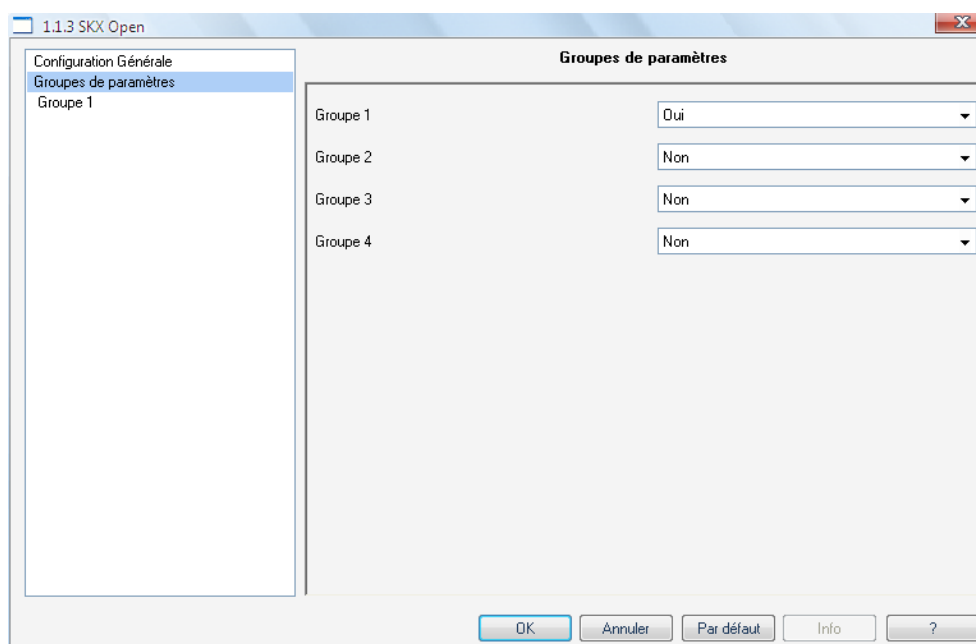 1.1.3 SKX Open
X
Configuration Générale
Groupes de paramètres
Groupe 1
Groupes de paramètres
Groupe 1 Oui
Groupe 2 Non
Groupe 3 Non
Groupe 4 Non
OK Annuler Par défaut Info ?